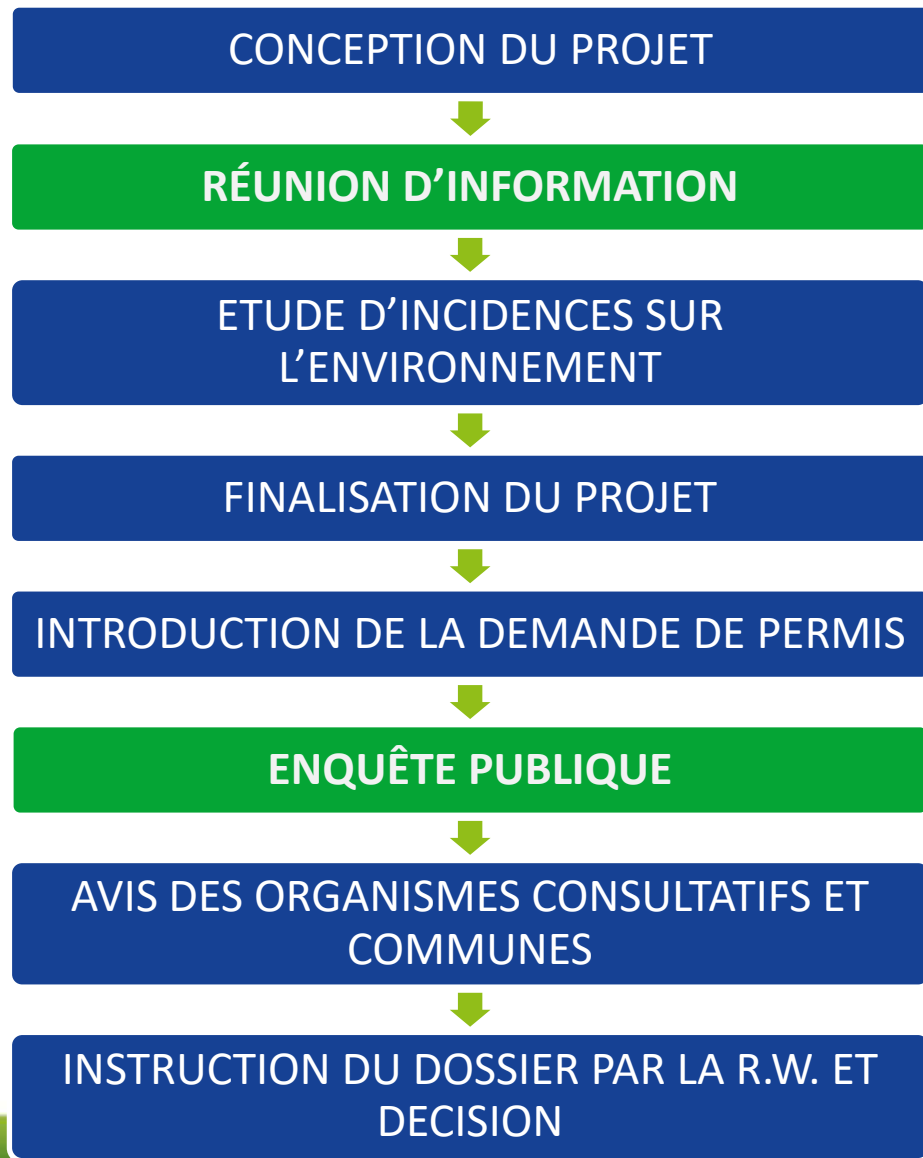 CONCEPTION DU PROJET
RÉUNION D’INFORMATION
ETUDE D’INCIDENCES SUR
L’ENVIRONNEMENT
FINALISATION DU PROJET
INTRODUCTION DE LA DEMANDE DE PERMIS
ENQUÊTE PUBLIQUE
AVIS DES ORGANISMES CONSULTATIFS ET
COMMUNES
INSTRUCTION DU DOSSIER PAR LA R.W. ET
DECISION